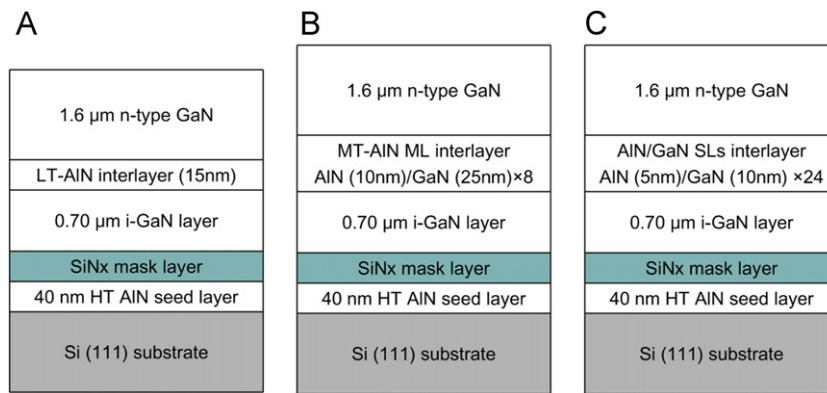 A
1.6 μm n-type GaN
LT-AlN interlayer (15nm)
0.70 μm i-GaN layer
SiNx mask layer
40 nm HT AlN seed layer
Si (111) substrate
B
1.6 μm n-type GaN
MT-AlN ML interlayer
AlN (10nm)/GaN (25nm)×8
0.70 μm i-GaN layer
SiNx mask layer
40 nm HT AlN seed layer
Si (111) substrate
C
1.6 μm n-type GaN
AlN/GaN SLs interlayer
AlN (5nm)/GaN (10nm) ×24
0.70 μm i-GaN layer
SiNx mask layer
40 nm HT AlN seed layer
Si (111) substrate